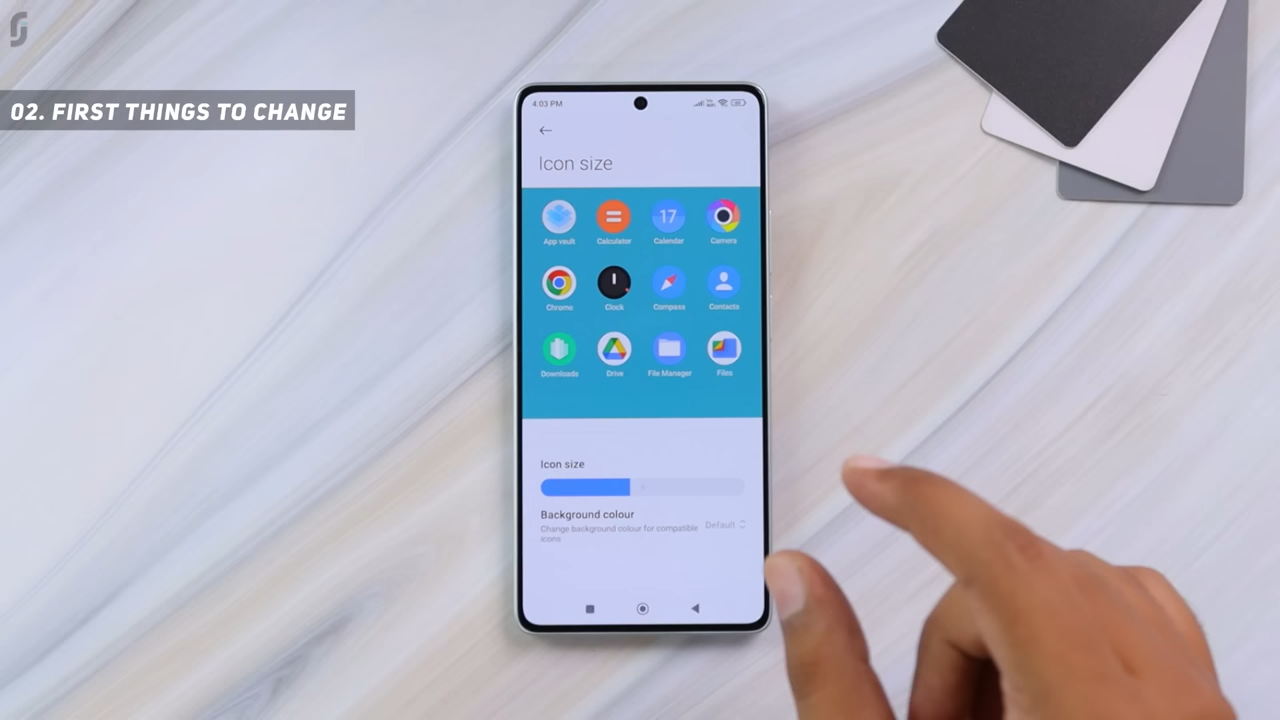 02. FIRST THINGS TO CHANGE
4:03 PM
Icon size
17
App vault
Calculator
Calendar
Camera
Chrome
Clock
Compass
Contacts
Downloads
Drive
File Manager
Files
Icon size
Background colour
Change background colour for compatible
icons
Default